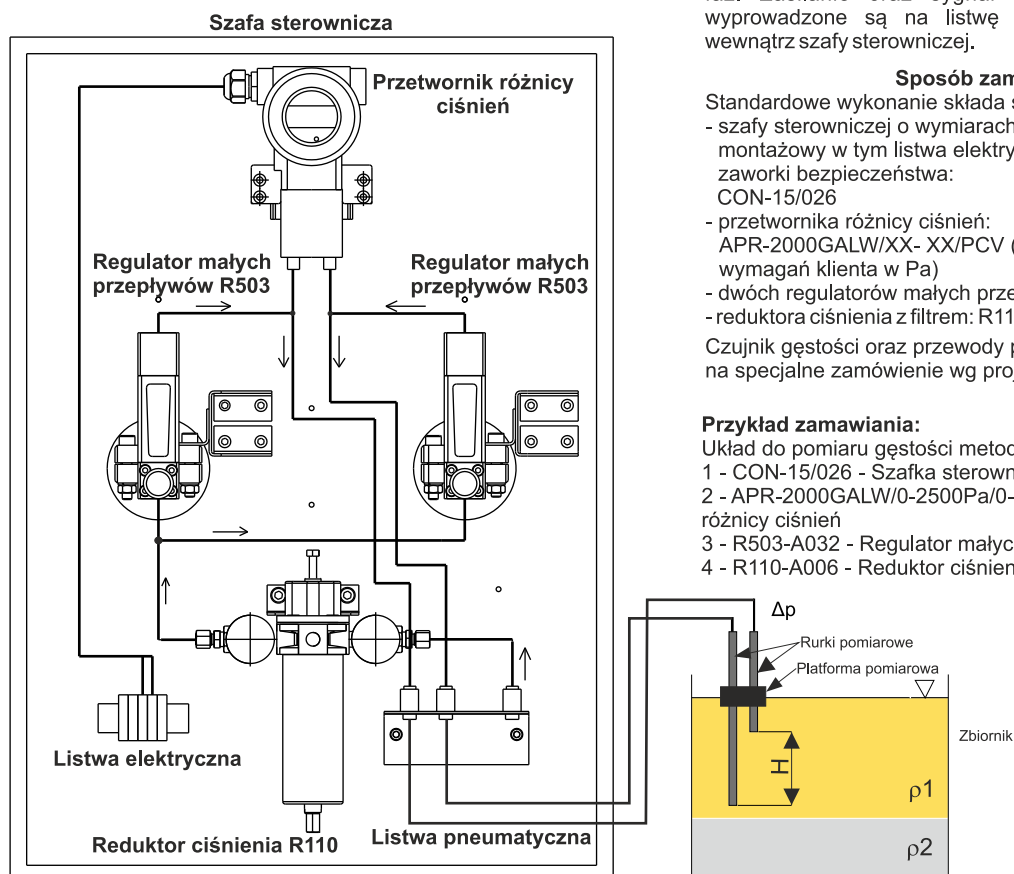 Szafa sterownicza
Przetwornik różnicy
ciśnień
Regulator małych
przepływów R503
Regulator małych
przepływów R503
Listwa elektryczna
Reduktor ciśnienia R110
Listwa pneumatyczna
wyprowadzone są na listwę
wewnątrz szafy sterowniczej.
Sposób zam
Standardowe wykonanie składa s
- szafy sterowniczej o wymiarach
montażowy w tym listwa elektry
zaworki bezpieczeństwa:
CON-15/026
- przetwornika różnicy ciśnień:
APR-2000GALW/XX- XX/PCV (
wymagań klienta w Pa)
- dwóch regulatorów małych prze
- reduktora ciśnienia z filtrem: R11
Czujnik gęstości oraz przewody p
na specjalne zamówienie wg proj
Przykład zamawiania:
Układ do pomiaru gęstości metod
1 - CON-15/026 - Szafka sterown
2 - APR-2000GALW/0-2500Pa/0-
różnicy ciśnień
3 - R503-A032 - Regulator małyc
4 - R110-A006 - Reduktor ciśnien
Δp
Rurki pomiarowe
Platforma pomiarowa
Zbiornik
H
ρ1
ρ2